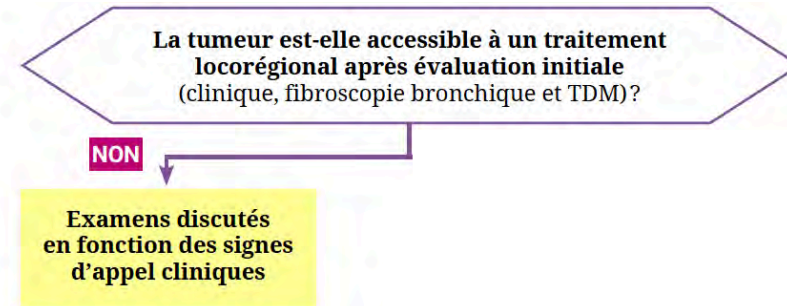 La tumeur est-elle accessible à un traitement
locorégional après évaluation initiale
(clinique, fibroscopie bronchique et TDM) ?
NON
Examens discutés
en fonction des signes
d’appel cliniques